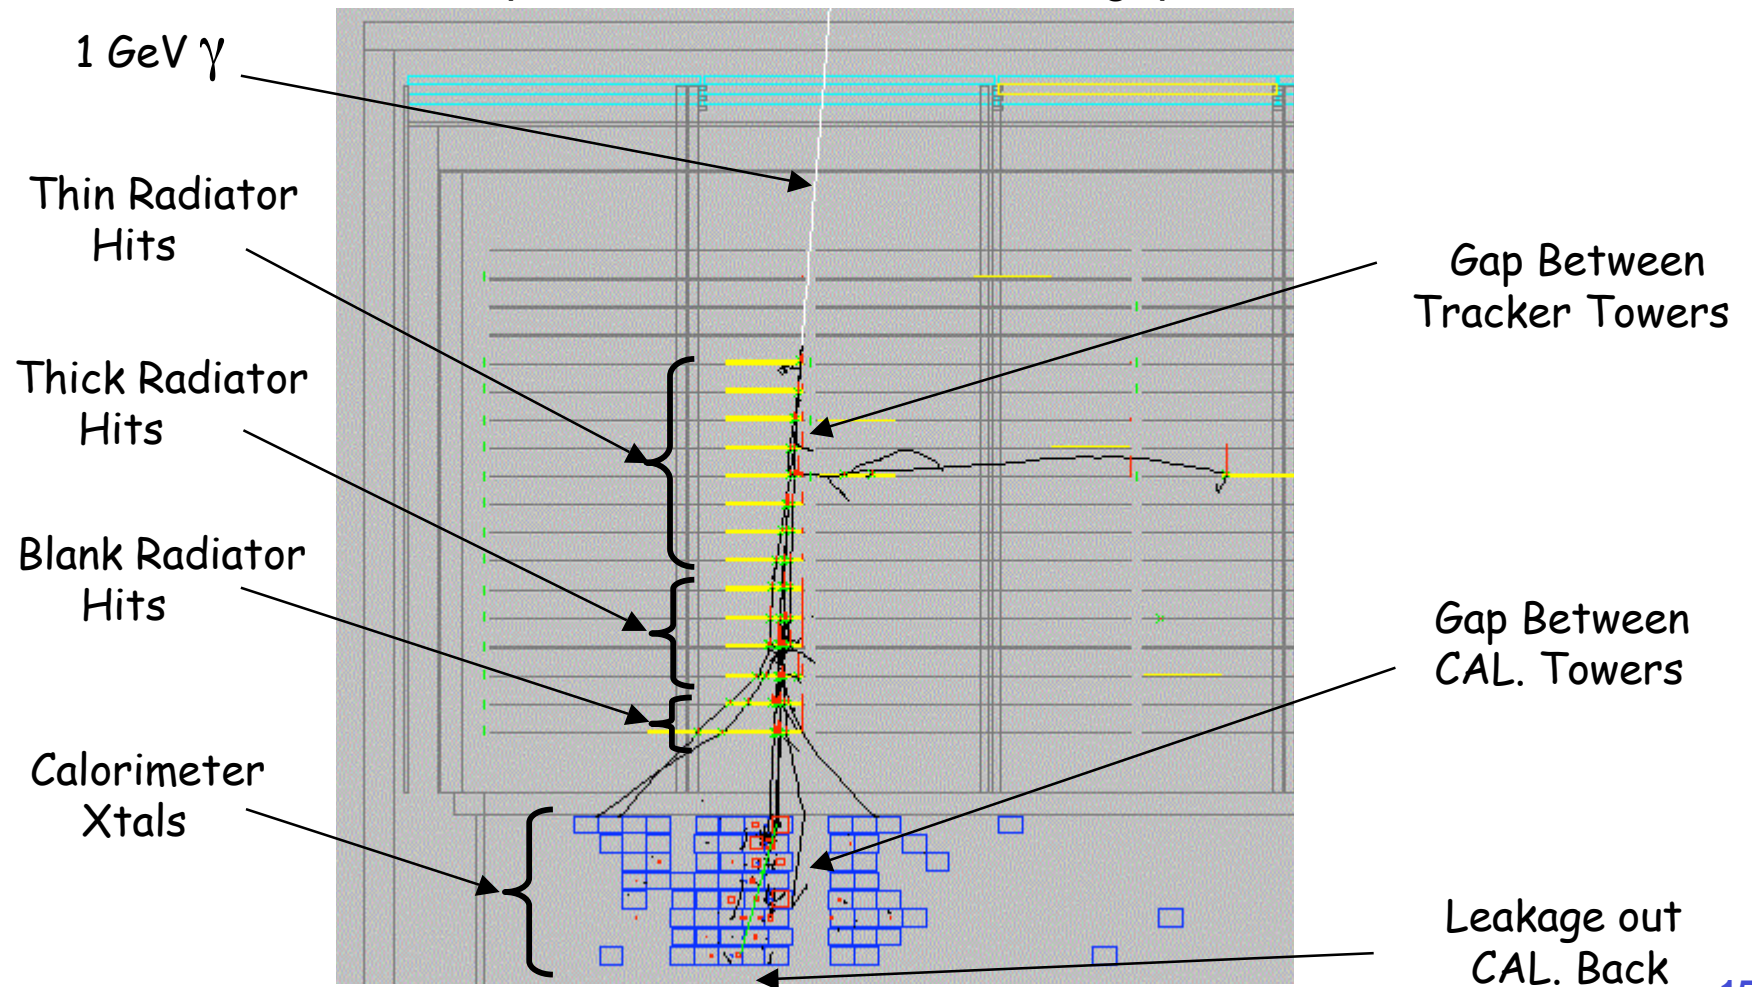 1 GeV γ
Thin Radiator
Hits
Thick Radiator
Hits
Blank Radiator
Hits
Calorimeter
Xtals
Gap Between
Tracker Towers
Gap Between
CAL. Towers
Leakage out
CAL. Back